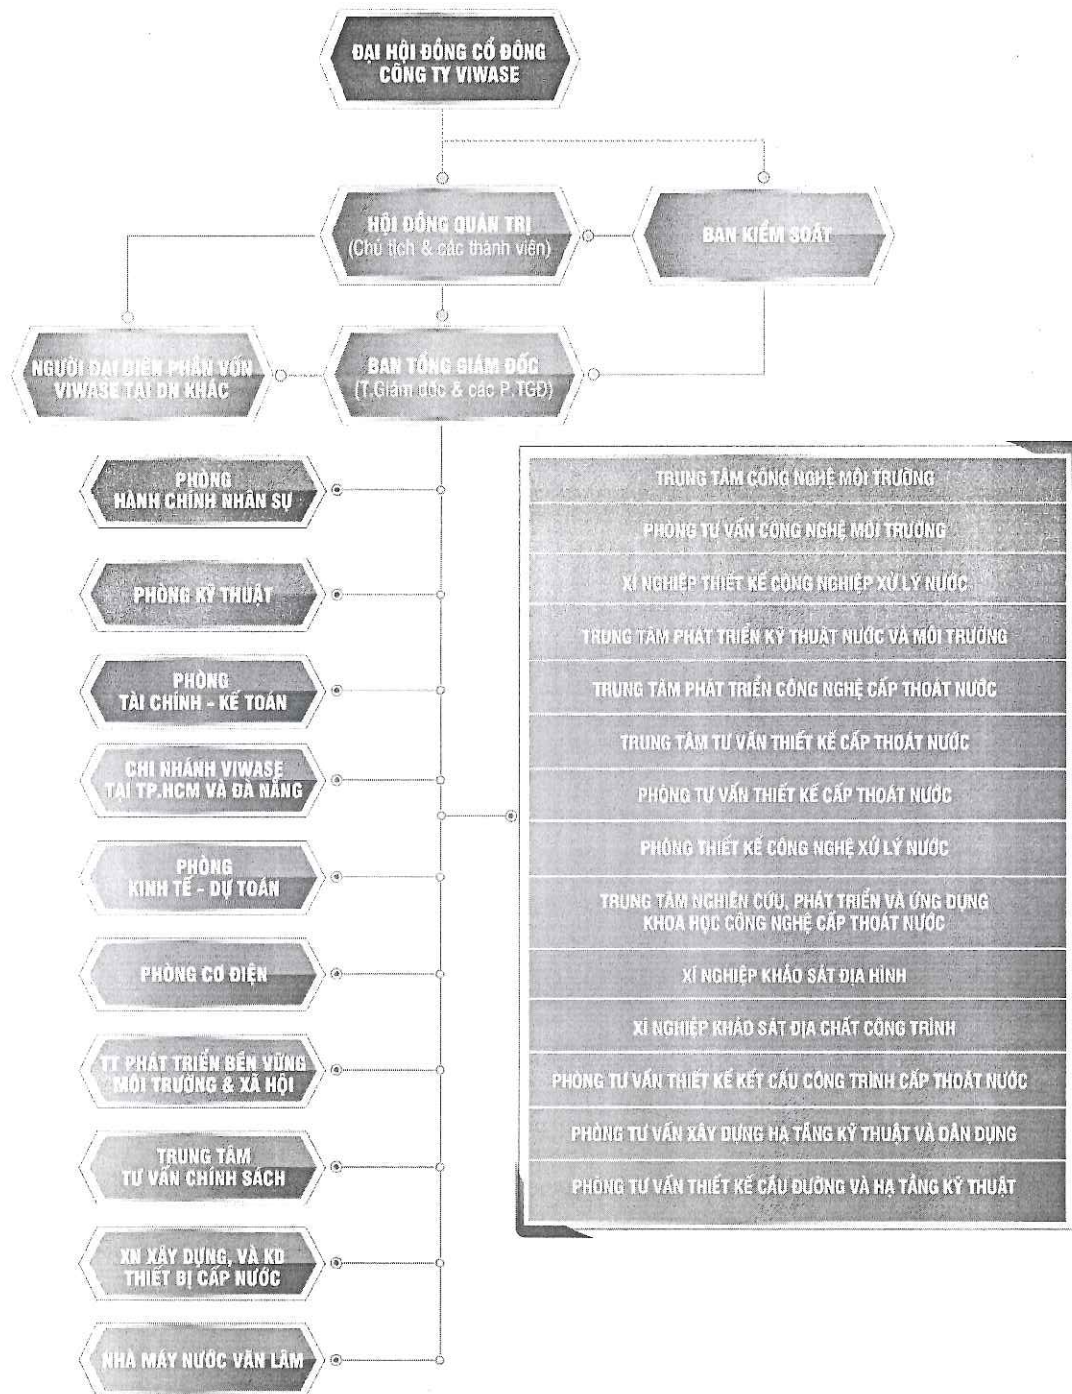 ĐẠI HỘI ĐỒNG CỔ ĐÔNG
CÔNG TY VIWASE
HỘI ĐỒNG QUẢN TRỊ
(Chủ tịch & các thành viên)
BAN KIỂM SOÁT
NGƯỜI ĐẠI DIỆN PHẦN VỐN
VIWASE TẠI DN KHÁC
BAN TỔNG GIÁM ĐỐC
(T.Giám đốc & các P.TGĐ)
PHÒNG
HÀNH CHÍNH NHÂN SỰ
PHÒNG KỸ THUẬT
PHÒNG
TÀI CHÍNH - KẾ TOÁN
CHI NHÁNH VIWASE
TẠI TP.HCM VÀ ĐÀ NẴNG
PHÒNG
KINH TẾ - DỰ TOÁN
PHÒNG CƠ ĐIỆN
TT PHÁT TRIỂN BỀN VỮNG
MÔI TRƯỜNG & XÃ HỘI
TRUNG TÂM
TƯ VẤN CHÍNH SÁCH
XN XÂY DỰNG, VÀ KD
THIẾT BỊ CẤP NƯỚC
NHÀ MÁY NƯỚC VĂN LÂM
TRUNG TÂM CÔNG NGHỆ MÔI TRƯỜNG
PHÒNG TƯ VẤN CÔNG NGHỆ MÔI TRƯỜNG
XÍ NGHIỆP THIẾT KẾ CÔNG NGHIỆP XỬ LÝ NƯỚC
TRUNG TÂM PHÁT TRIỂN KỸ THUẬT NƯỚC VÀ MÔI TRƯỜNG
TRUNG TÂM PHÁT TRIỂN CÔNG NGHỆ CẤP THOÁT NƯỚC
TRUNG TÂM TƯ VẤN THIẾT KẾ CẤP THOÁT NƯỚC
PHÒNG TƯ VẤN THIẾT KẾ CẤP THOÁT NƯỚC
PHÒNG THIẾT KẾ CÔNG NGHỆ XỬ LÝ NƯỚC
TRUNG TÂM NGHIÊN CỨU, PHÁT TRIỂN VÀ ỨNG DỤNG
KHOA HỌC CÔNG NGHỆ CẤP THOÁT NƯỚC
XÍ NGHIỆP KHẢO SÁT ĐỊA HÌNH
XÍ NGHIỆP KHẢO SÁT ĐỊA CHẤT CÔNG TRÌNH
PHÒNG TƯ VẤN THIẾT KẾ KẾT CẤU CÔNG TRÌNH CẤP THOÁT NƯỚC
PHÒNG TƯ VẤN XÂY DỰNG HẠ TẦNG KỸ THUẬT VÀ DÂN DỤNG
PHÒNG TƯ VẤN THIẾT KẾ CẦU ĐƯỜNG VÀ HẠ TẦNG KỸ THUẬT